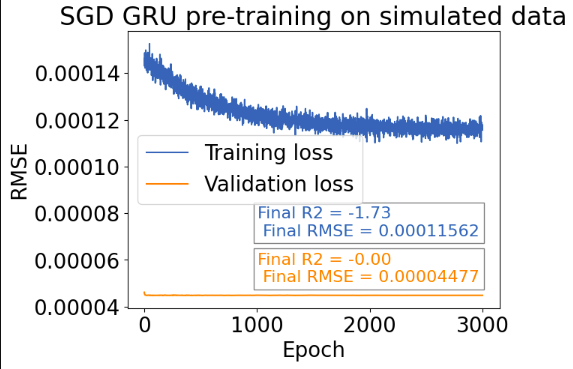 SGD GRU pre-training on simulated data
0.00014
0.00012
0.00010
0.00008
0.00006
0.00004
RMSE
Training loss
Validation loss
Final R2 = -1.73
Final RMSE = 0.00011562
Final R2 = -0.00
Final RMSE = 0.00004477
0 1000 2000 3000
Epoch